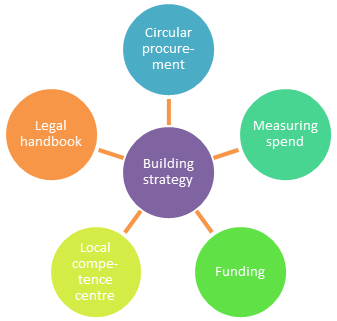 Circular
procure-
ment
Legal
handbook
Measuring
spend
Building
strategy
Local
compe-
tence
centre
Funding